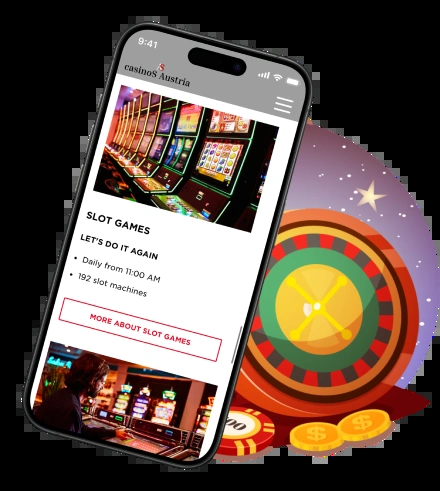 9:41
casinos Austria
SLOT GAMES
LET'S DO IT AGAIN
• Daily from 11:00 AM
• 192 slot machines
MORE ABOUT SLOT GAMES
00
$
$